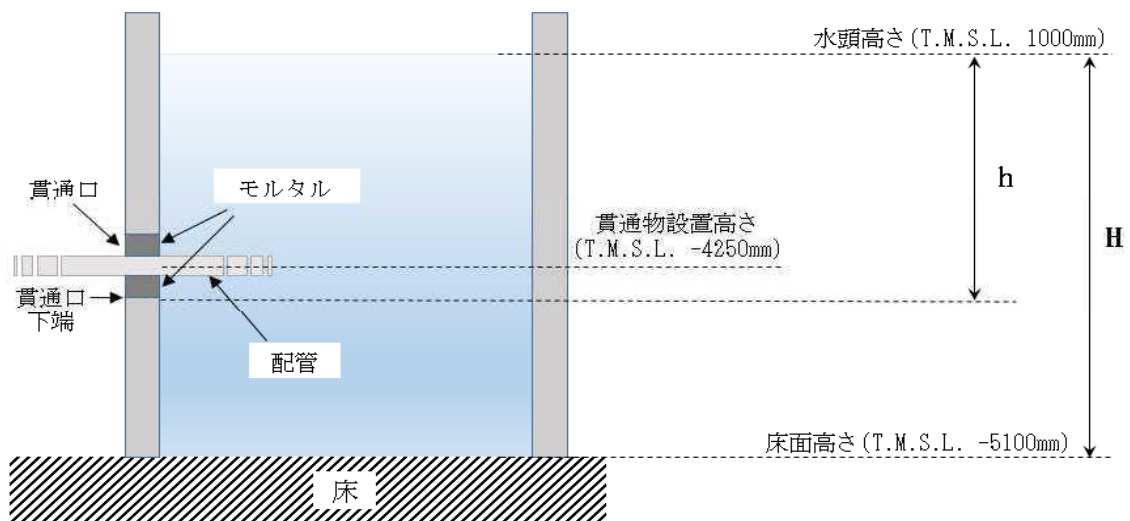 水頭高さ(T.M.S.L. 1000mm)
貫通口
モルタル
h
貫通物設置高さ
(T.M.S.L. -4250mm)
H
貫通口
下端
配管
床面高さ(T.M.S.L. -5100mm)
床